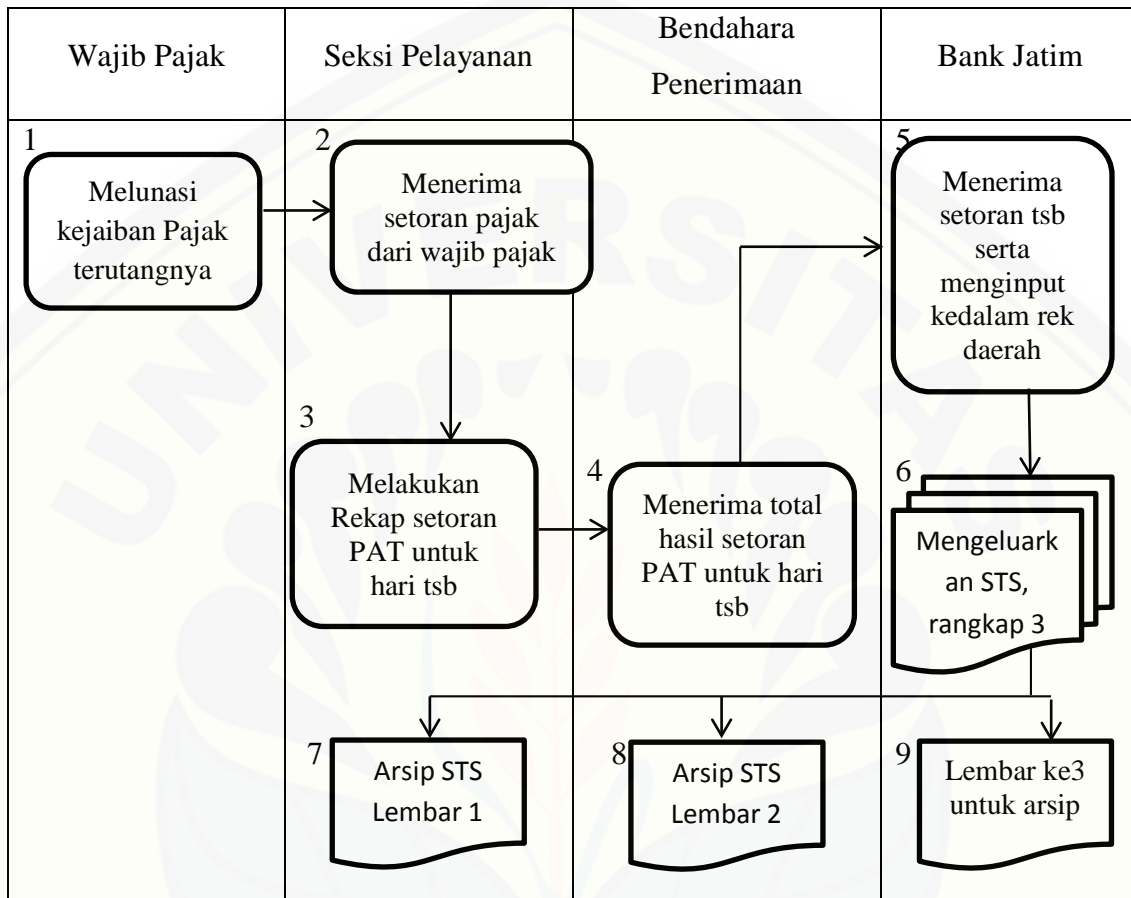 Wajib Pajak
Seksi Pelayanan
Bendahara
Penerimaan
Bank Jatim
1
Melunasi
kejaiban Pajak
terutangnya
2
Menerima
setoran pajak
dari wajib pajak
3
Melakukan
Rekap setoran
PAT untuk
hari tsb
4
Menerima total
hasil setoran
PAT untuk hari
tsb
5
Menerima
setoran tsb
serta
menginput
kedalam rek
daerah
6
Mengeluark
an STS,
rangkap 3
7
Arsip STS
Lembar 1
8
Arsip STS
Lembar 2
9
Lembar ke3
untuk arsip
UNIVERSITAS